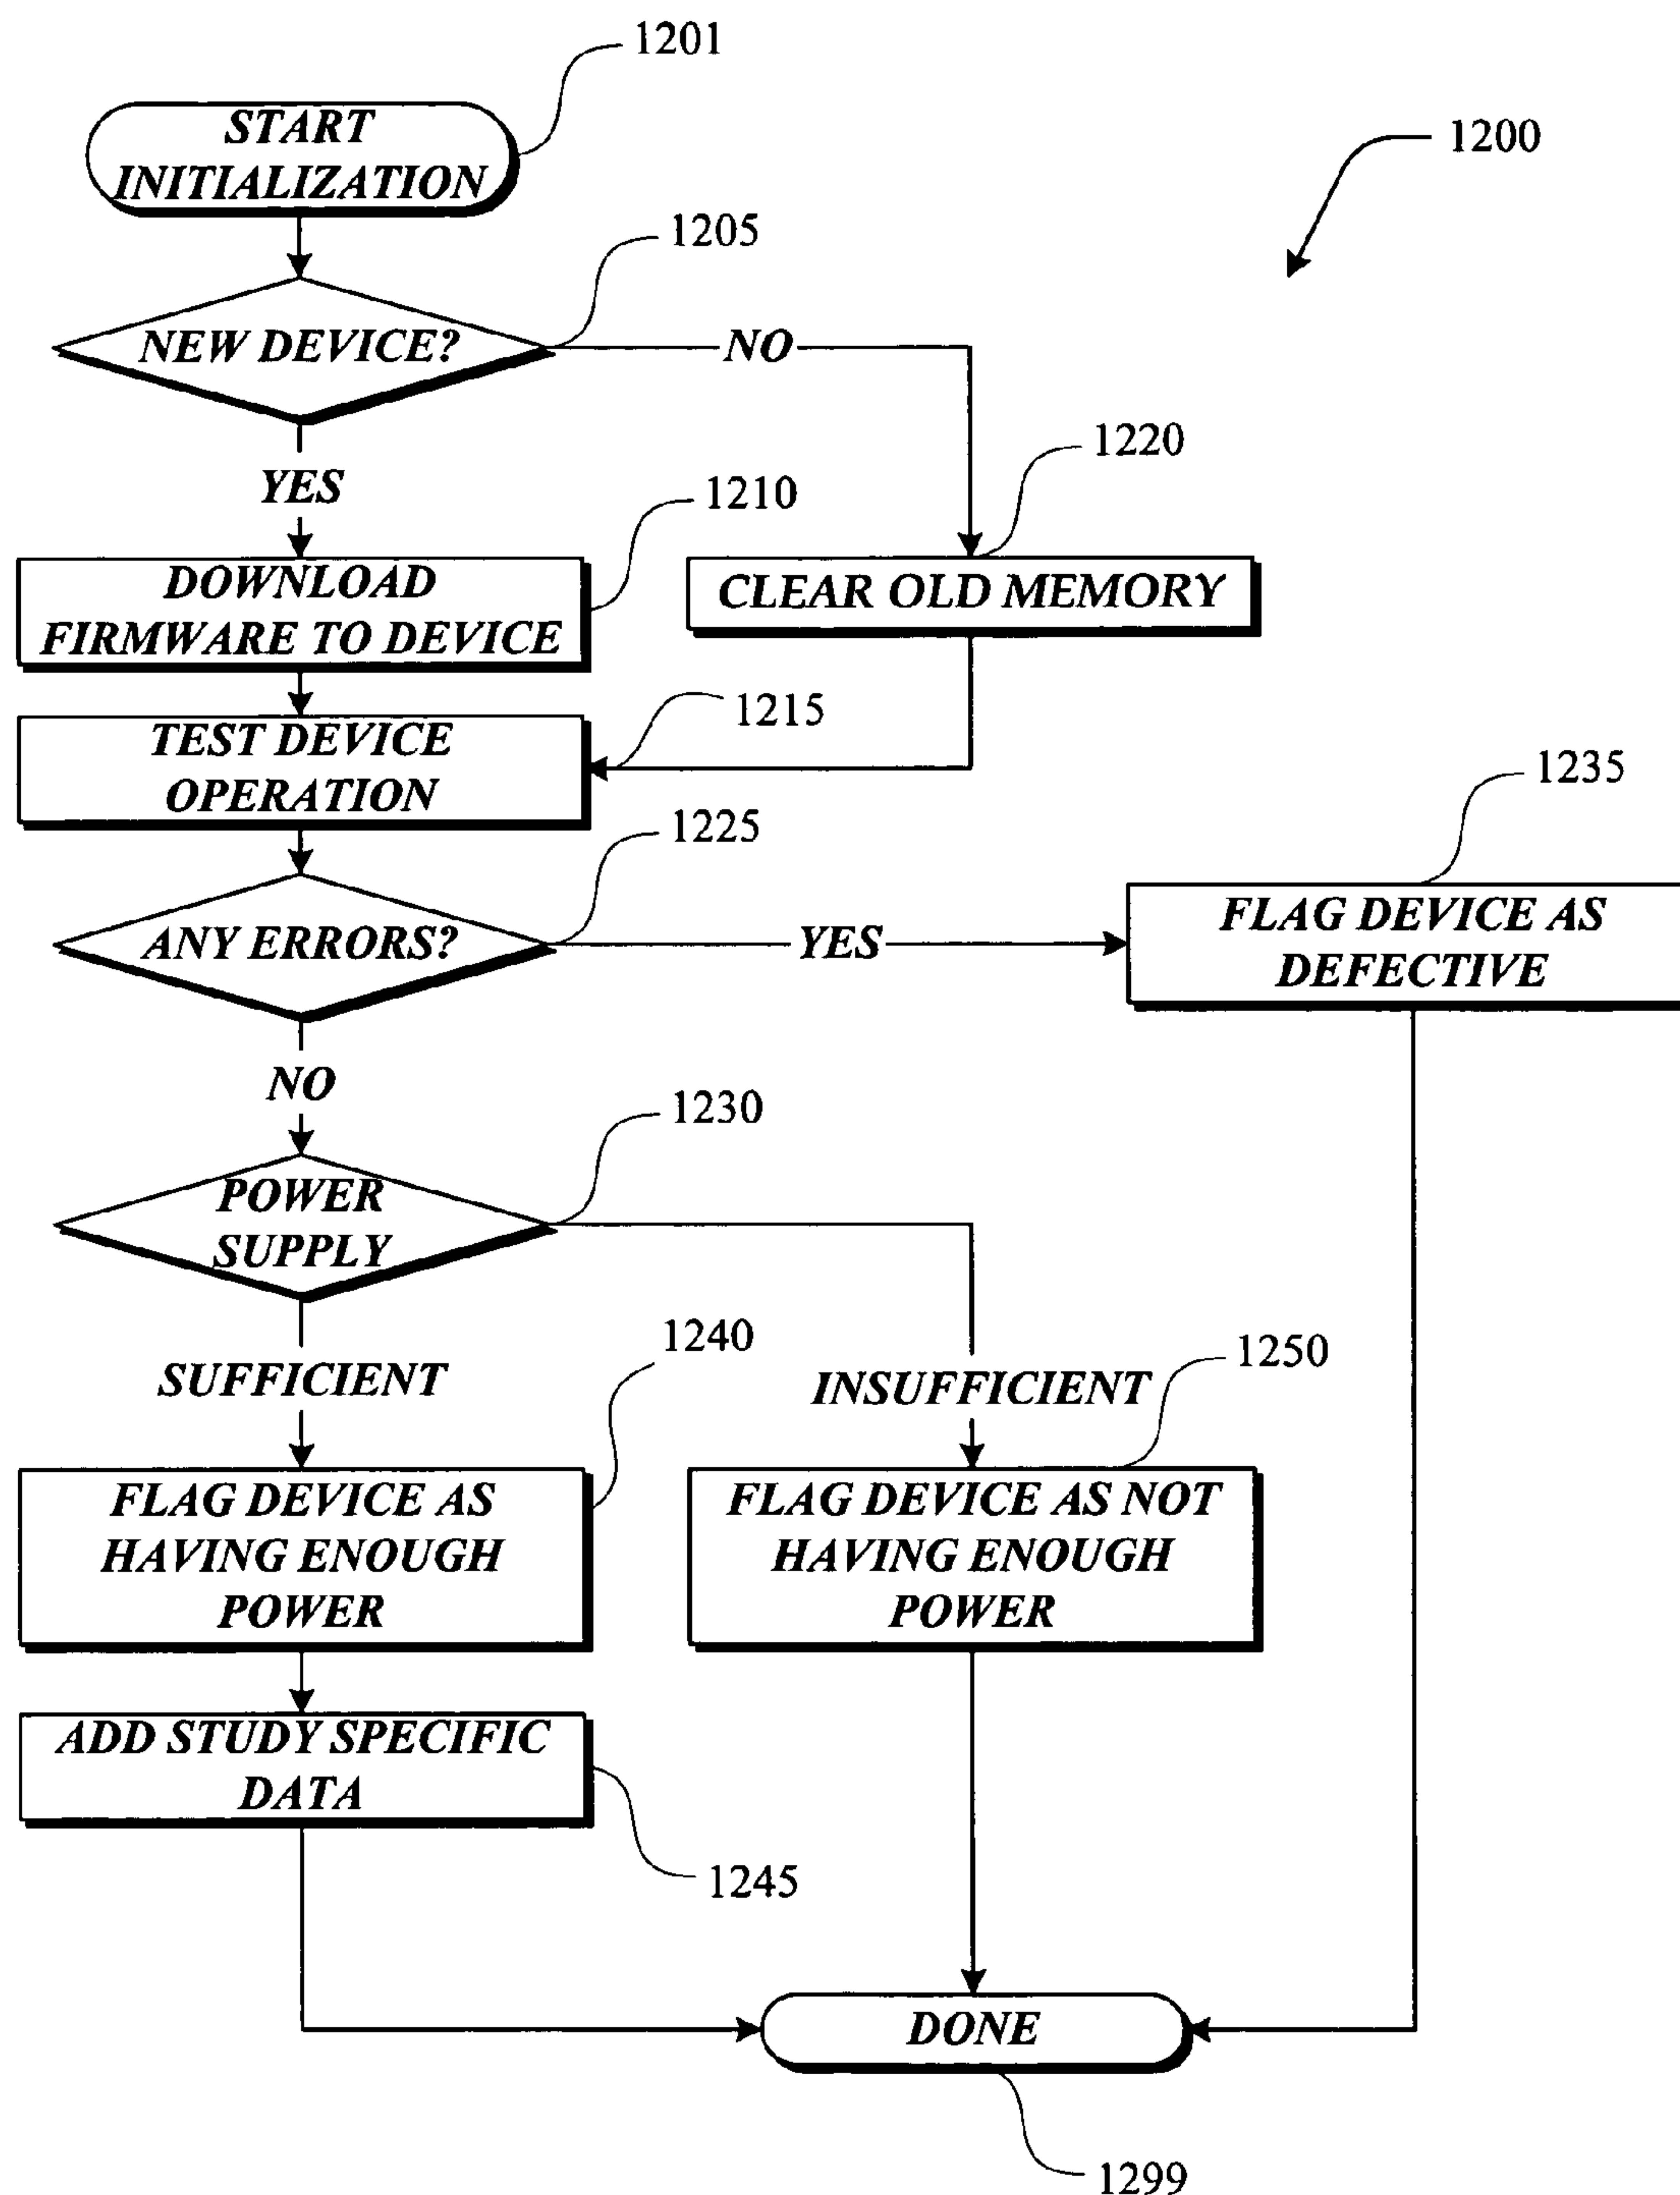 1201
START
INITIALIZATION
1200
1205
NEW DEVICE?
NO
1220
YES
1210
DOWNLOAD
FIRMWARE TO DEVICE
CLEAR OLD MEMORY
1215
TEST DEVICE
OPERATION
1235
1225
ANY ERRORS?
YES
FLAG DEVICE AS
DEFECTIVE
NO
1230
POWER
SUPPLY
1240
1250
SUFFICIENT
INSUFFICIENT
FLAG DEVICE AS
HAVING ENOUGH
POWER
FLAG DEVICE AS NOT
HAVING ENOUGH
POWER
ADD STUDY SPECIFIC
DATA
1245
DONE
1299